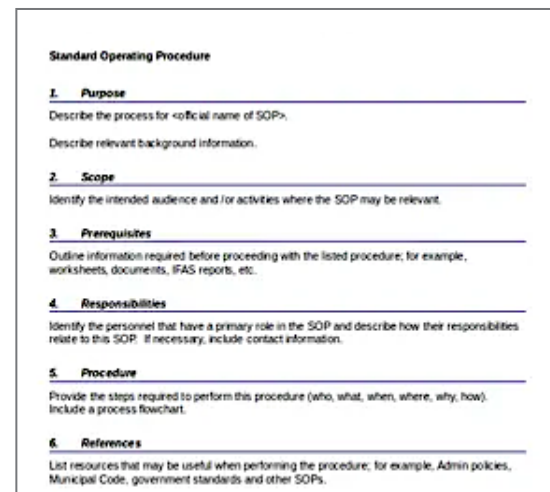 Standard Operating Procedure
1. Purpose
Describe the process for <official name of SOP>.
Describe relevant background information.
2. Scope
Identify the intended audience and /or activities where the SOP may be relevant.
3. Prerequisites
Outline information required before proceeding with the listed procedure; for example,
worksheets, documents, IFAS reports, etc.
4. Responsibilities
Identify the personnel that have a primary role in the SOP and describe how their responsibilities
relate to this SOP. If necessary, include contact information.
5. Procedure
Provide the steps required to perform this procedure (who, what, when, where, why, how).
Include a process flowchart.
6. References
List resources that may be useful when performing the procedure; for example, Admin policies,
Municipal Code, government standards and other SOPs.